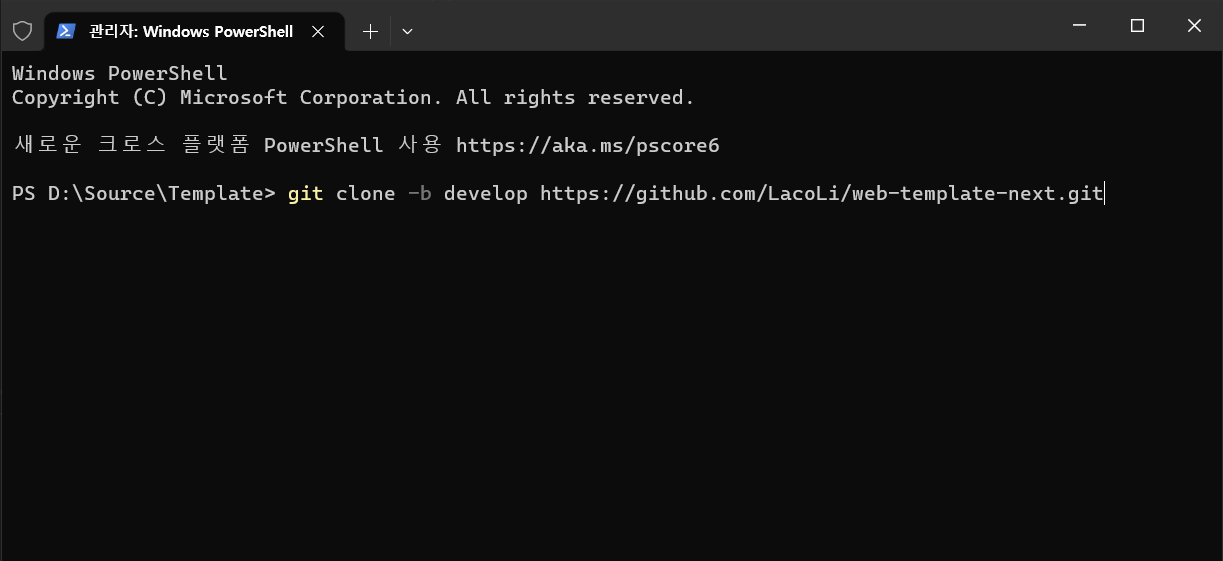 관리자: Windows PowerShell
Windows PowerShell
Copyright (C) Microsoft Corporation. All rights reserved.
새로운 크로스 플랫폼 PowerShell 사용 https://aka.ms/pscore6
PS D:\Source\Template> git clone -b develop https://github.com/LacoLi/web-template-next.git